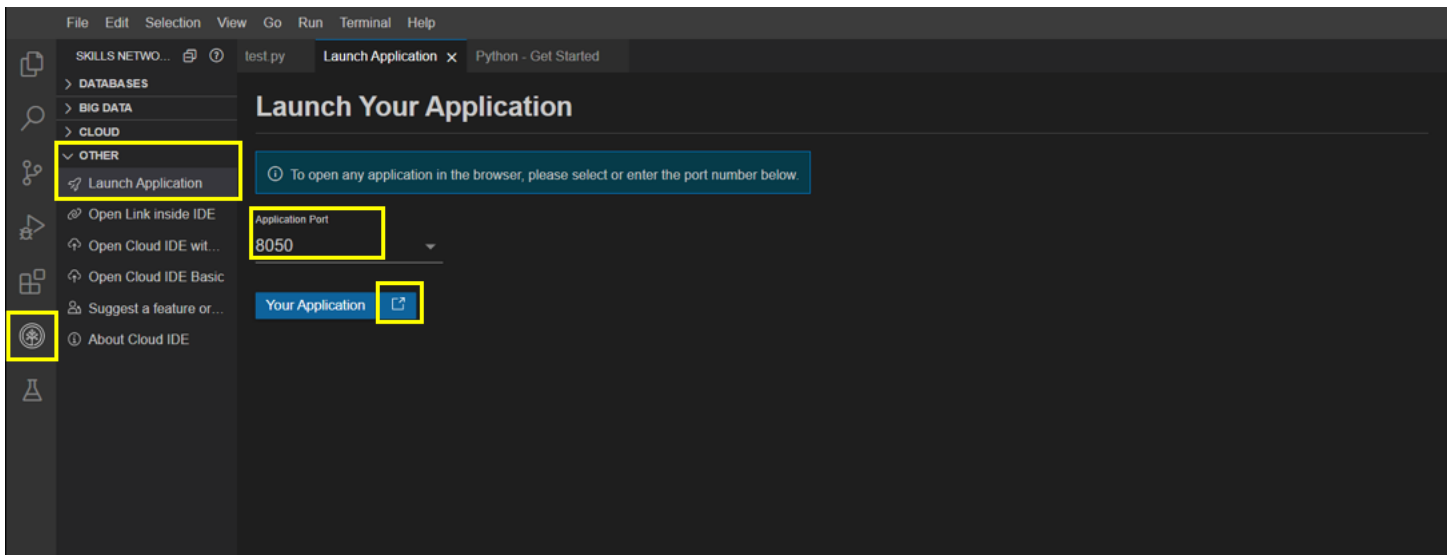 File Edit Selection View Go Run Terminal Help
SKILLS NETWO...
test.py Launch Application Python - Get Started
DATABASES
BIG DATA
CLOUD
OTHER
Launch Application
Open Link inside IDE
Open Cloud IDE wit...
Open Cloud IDE Basic
Suggest a feature or...
About Cloud IDE
Launch Your Application
To open any application in the browser, please select or enter the port number below.
Application Port
8050
Your Application